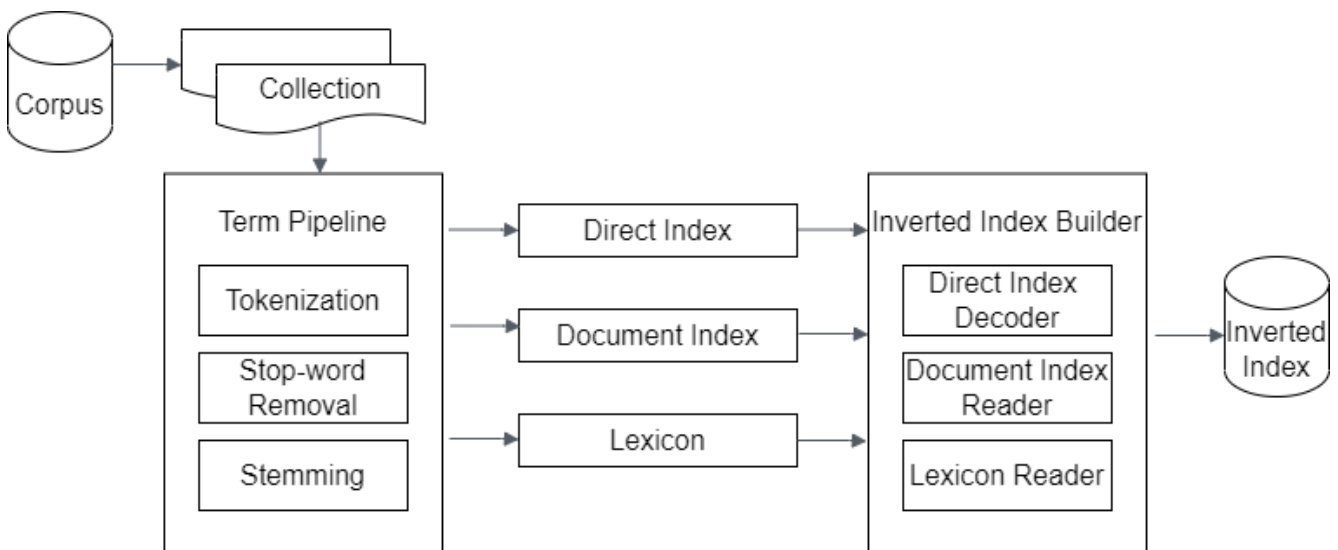 Corpus
Collection
Term Pipeline
Tokenization
Stop-word
Removal
Stemming
Direct Index
Document Index
Lexicon
Inverted Index Builder
Direct Index
Decoder
Document Index
Reader
Lexicon Reader
Inverted
Index